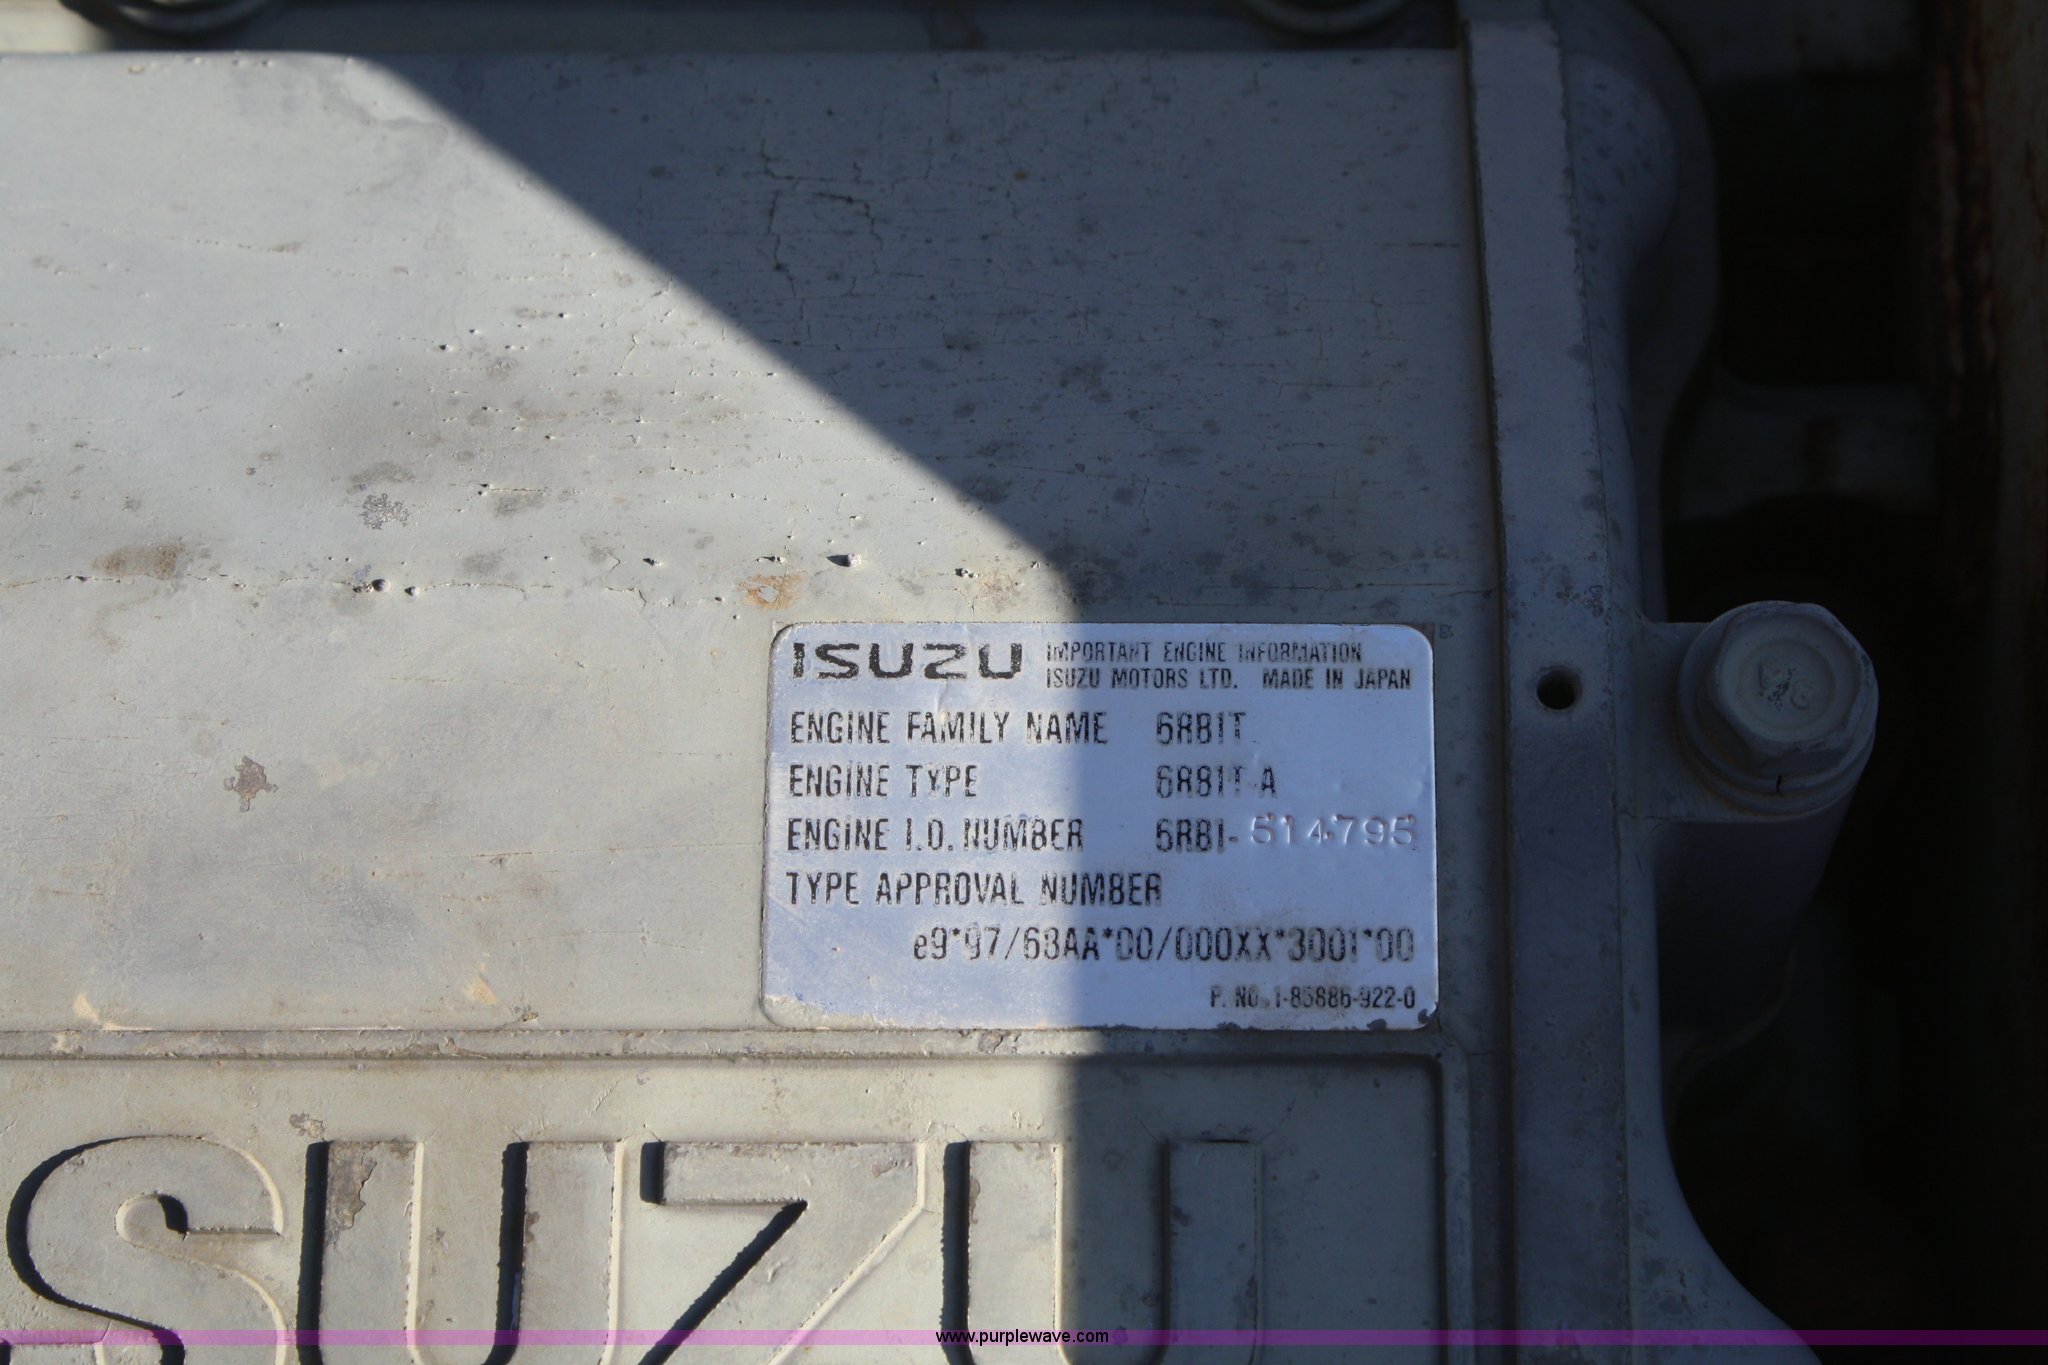 ISUZU IMPORTANT ENGINE INFORMATION
ISUZU MOTORS LTD. MADE IN JAPAN
ENGINE FAMILY NAME 6RB1T
ENGINE TYPE 6RB1T-A
ENGINE I.D. NUMBER 6RB1-514795
TYPE APPROVAL NUMBER
e9*97/68AA*00/000XX*3001*00
P. NO. 1-85886-922-0
SUZU
www.purplewave.com